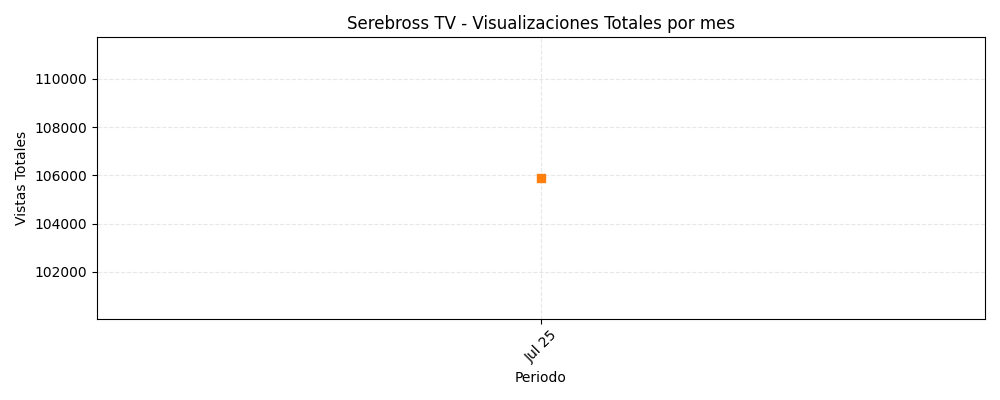 Serebross TV - Visualizaciones Totales por mes
Vistas Totales
110000
108000
106000
104000
102000
Jul 25
Periodo